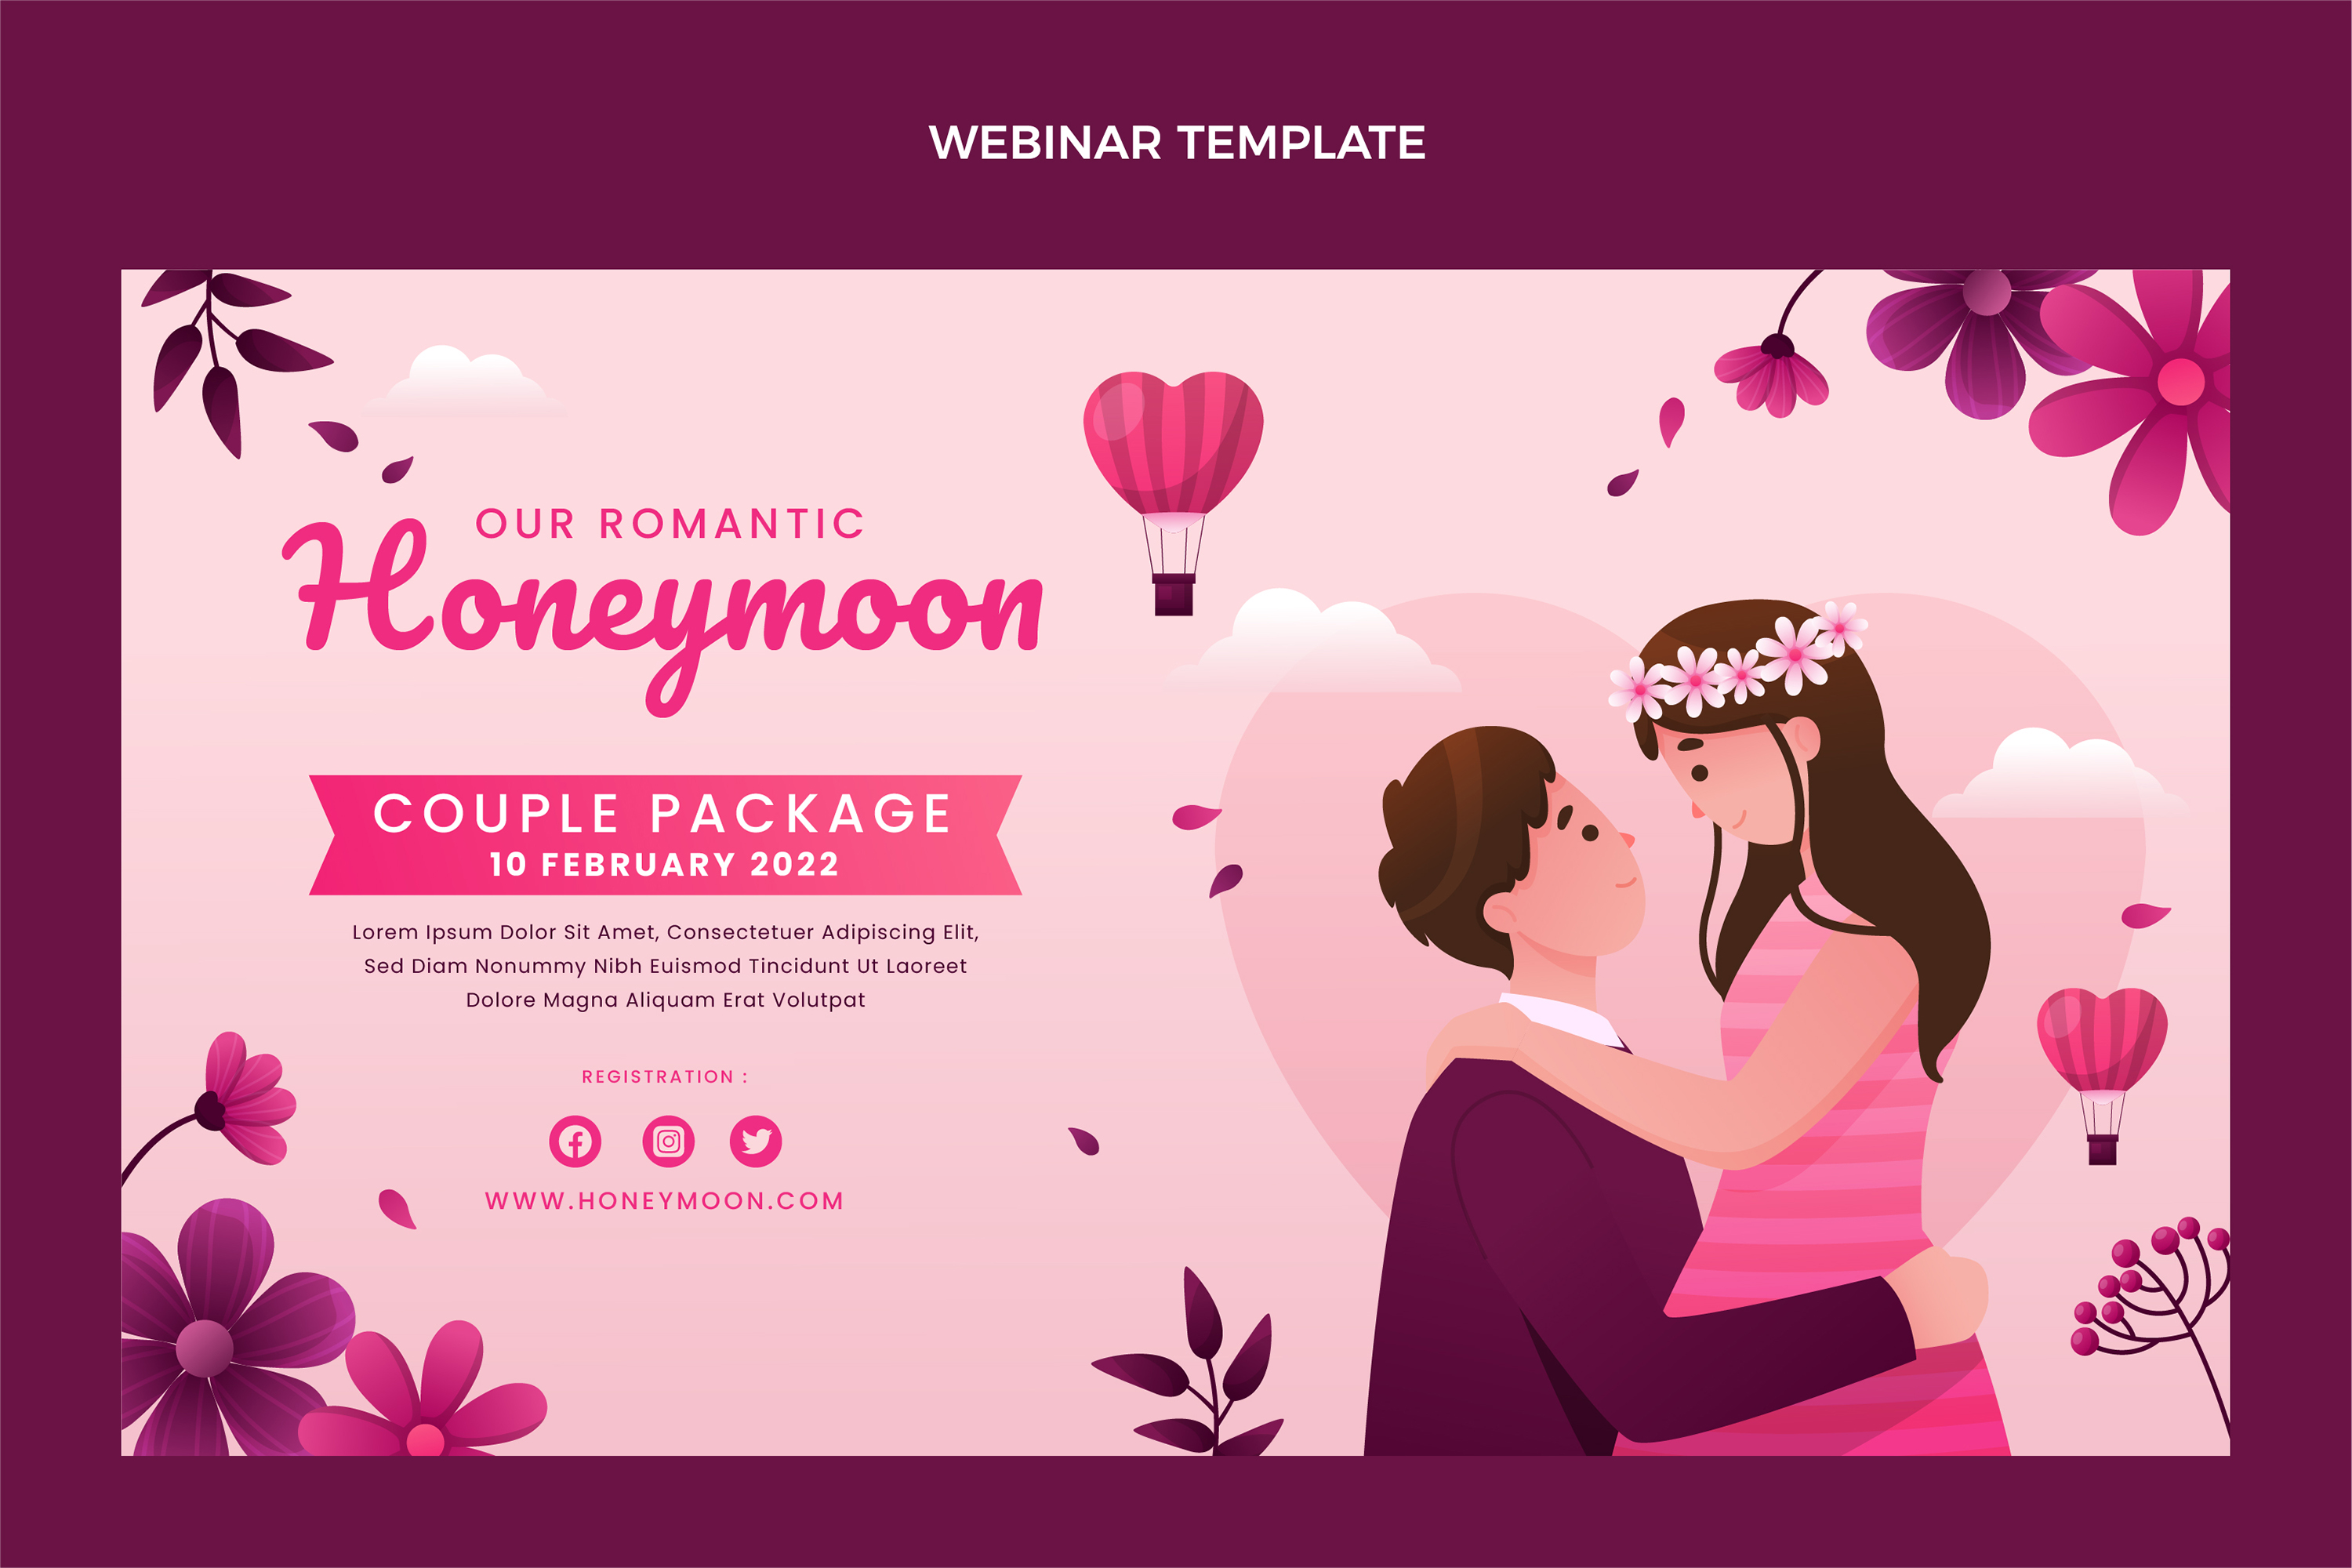 WEBINAR TEMPLATE
OUR ROMANTIC
Honeymoon
COUPLE PACKAGE
10 FEBRUARY 2022
Lorem Ipsum Dolor Sit Amet, Consectetuer Adipiscing Elit,
Sed Diam Nonummy Nibh Euismod Tincidunt Ut Laoreet
Dolore Magna Aliquam Erat Volutpat
REGISTRATION :
WWW.HONEYMOON.COM